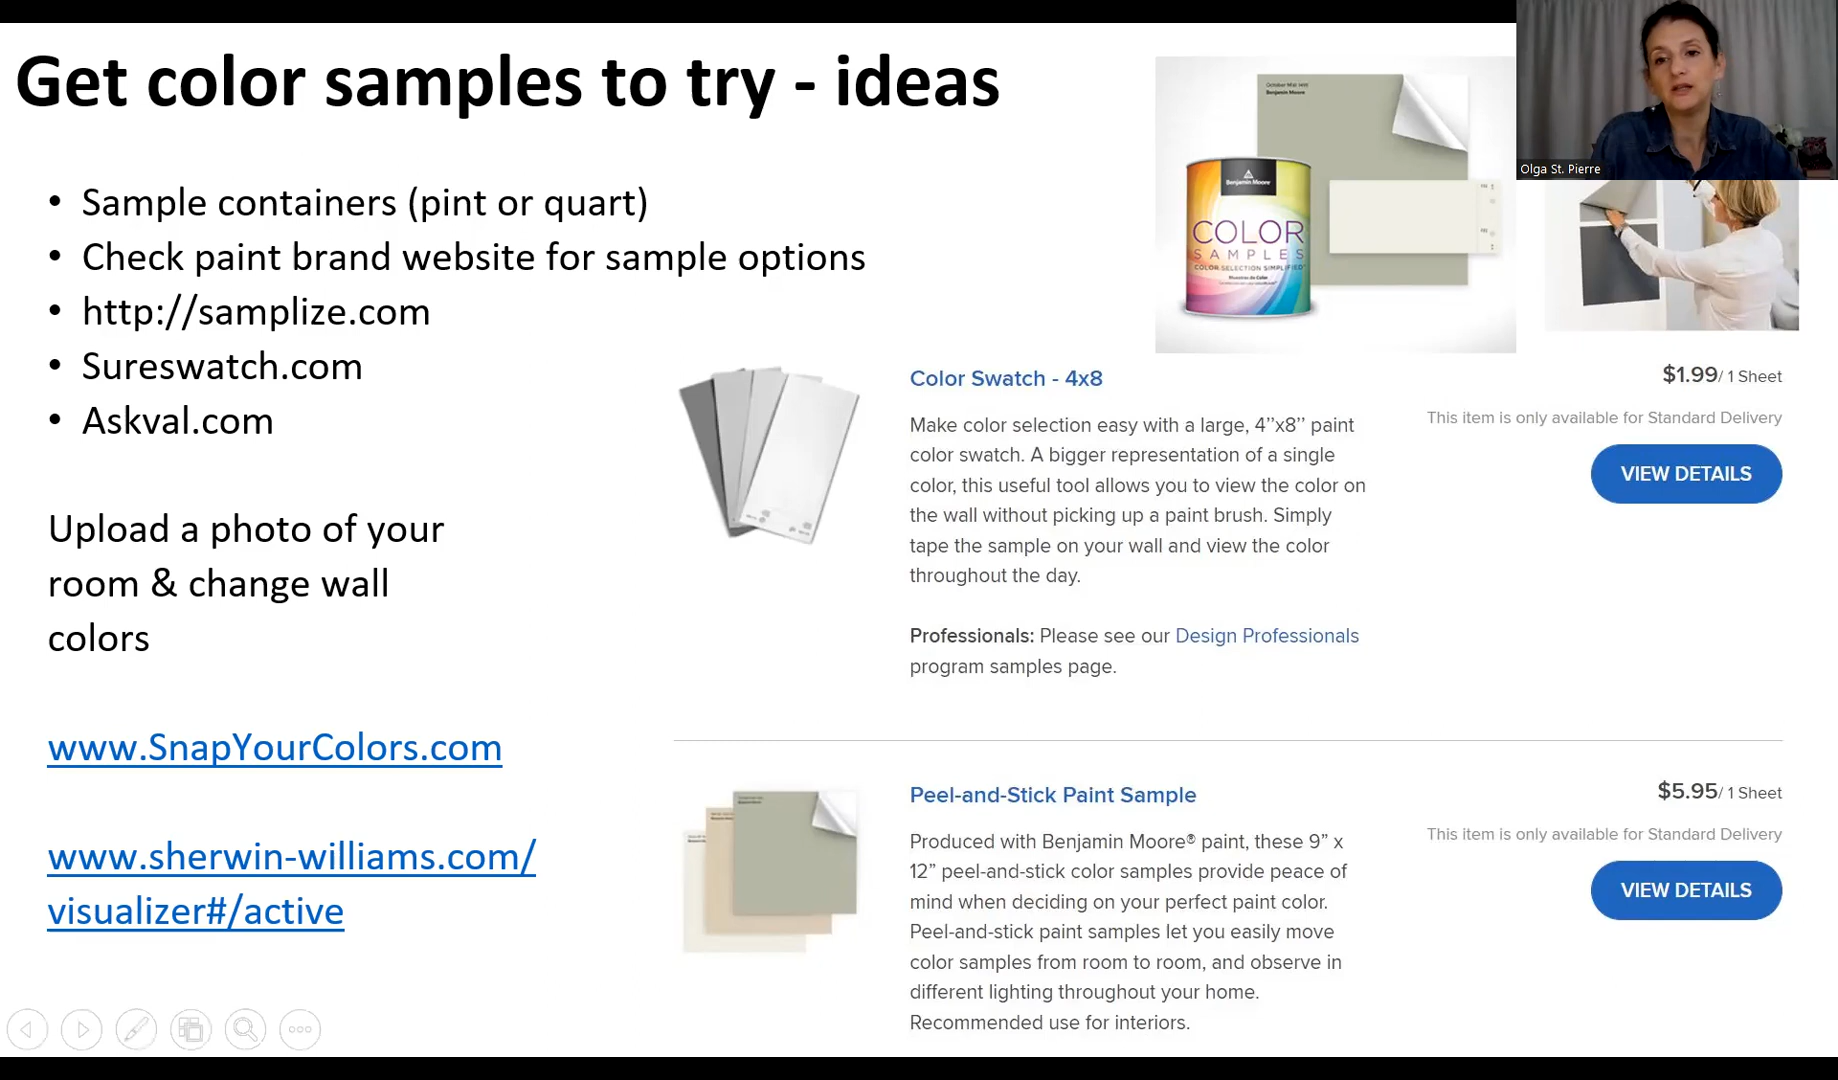 Get color samples to try - ideas
• Sample containers (pint or quart)
• Check paint brand website for sample options
• http://samplize.com
• Sureswatch.com
• Askval.com
Upload a photo of your
room & change wall
colors
www.SnapYourColors.com
www.sherwin-williams.com/
visualizer#/active
October Mist 1495
Benjamin Moore
Benjamin Moore
COLOR
SAMPLES
COLOR SELECTION SIMPLIFIED
Olga St. Pierre
Color Swatch - 4x8
$1.99/ 1 Sheet
This item is only available for Standard Delivery
VIEW DETAILS
Make color selection easy with a large, 4’’x8’’ paint
color swatch. A bigger representation of a single
color, this useful tool allows you to view the color on
the wall without picking up a paint brush. Simply
tape the sample on your wall and view the color
throughout the day.
Professionals: Please see our Design Professionals
program samples page.
Peel-and-Stick Paint Sample
$5.95/ 1 Sheet
This item is only available for Standard Delivery
VIEW DETAILS
Produced with Benjamin Moore® paint, these 9” x
12” peel-and-stick color samples provide peace of
mind when deciding on your perfect paint color.
Peel-and-stick paint samples let you easily move
color samples from room to room, and observe in
different lighting throughout your home.
Recommended use for interiors.